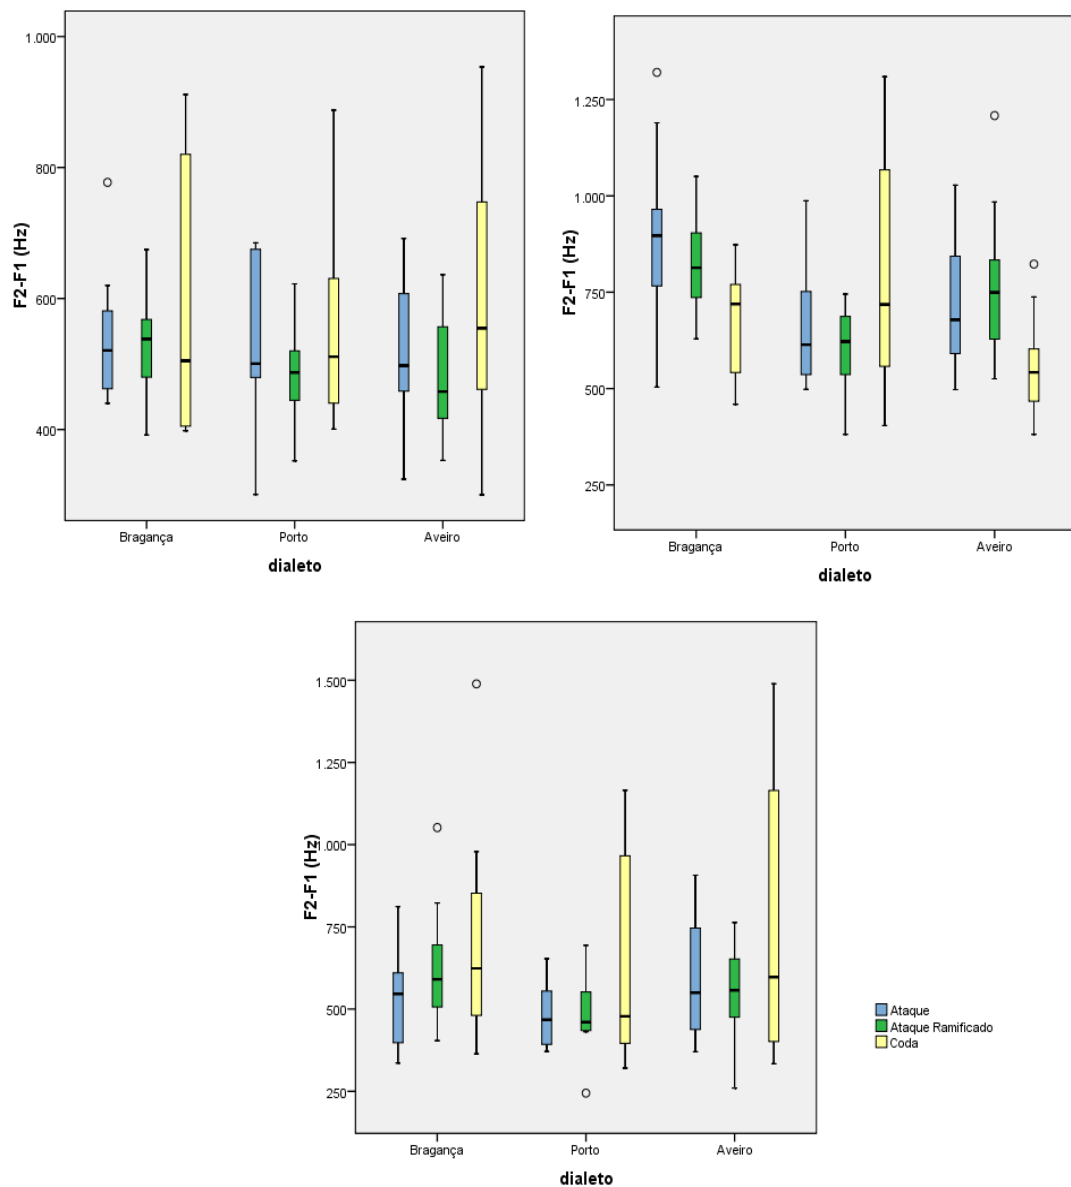 1.000
800
600
400
F2-F1 (Hz)
Bragança
Porto
Aveiro
dialeto
1.250
1.000
750
500
250
F2-F1 (Hz)
Bragança
Porto
Aveiro
dialeto
1.500
1.250
1.000
750
500
250
F2-F1 (Hz)
Bragança
Porto
Aveiro
dialeto
Ataque
Ataque Ramificado
Coda